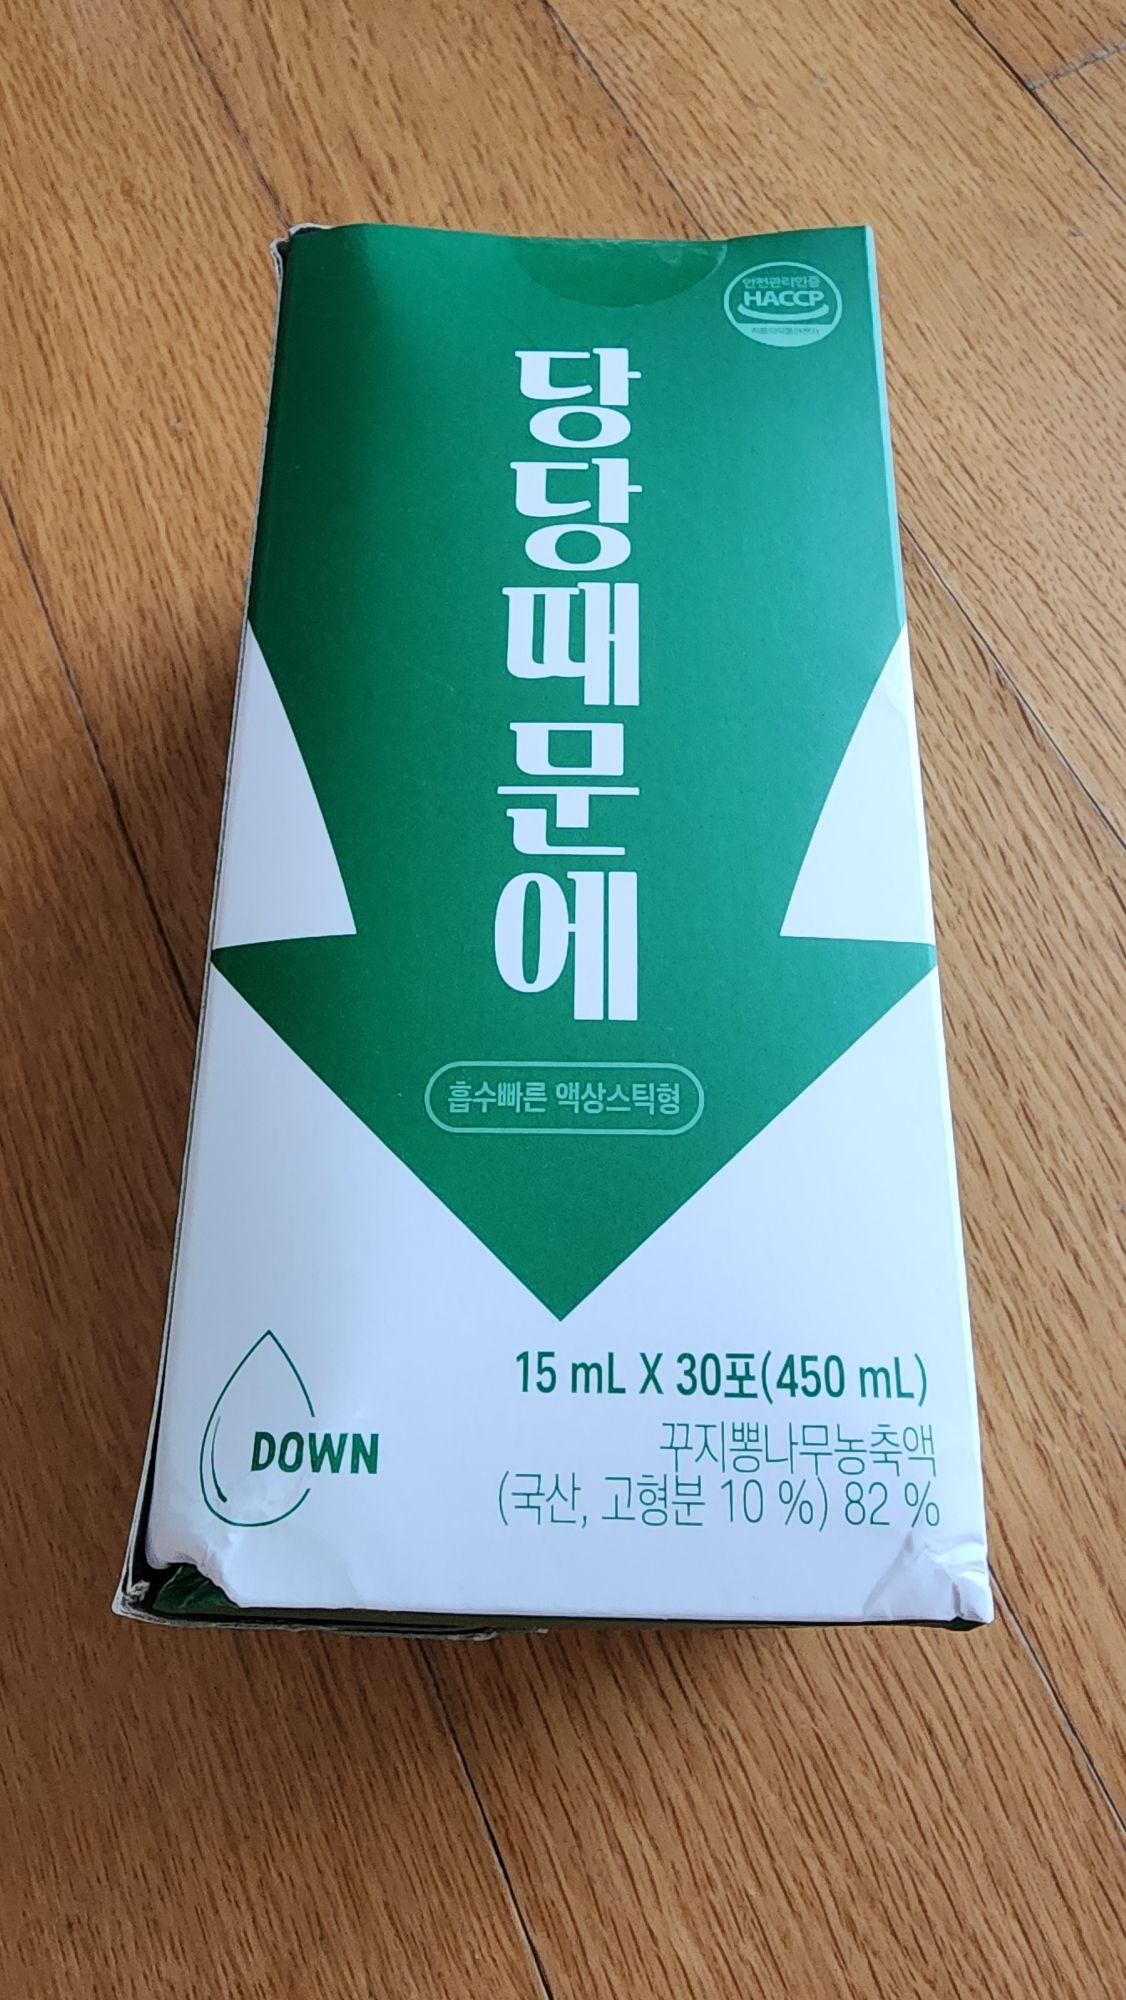 안전관리인증
HACCP
당당때문에
흡수빠른 액상스틱형
15 mL X 30포(450 mL)
DOWN
꾸지뽕나무농축액
(국산, 고형분 10 %) 82 %